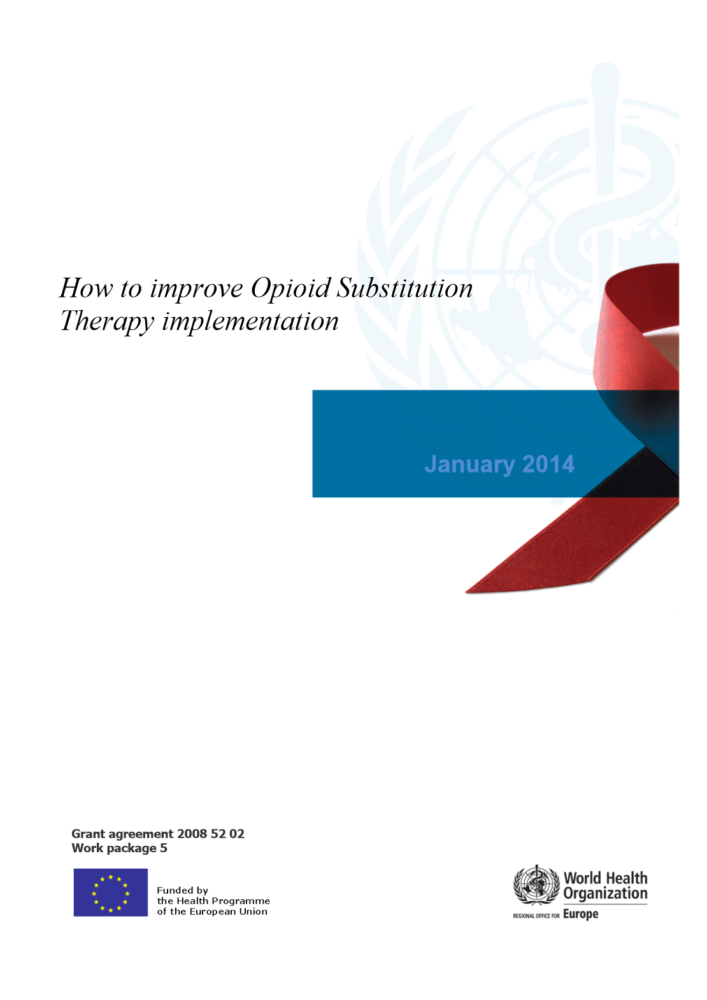 How to improve Opioid Substitution
Therapy implementation
January 2014
Grant agreement 2008 52 02
Work package 5
Funded by
the Health Programme
of the European Union
World Health
Organization
REGIONAL OFFICE FOR Europe